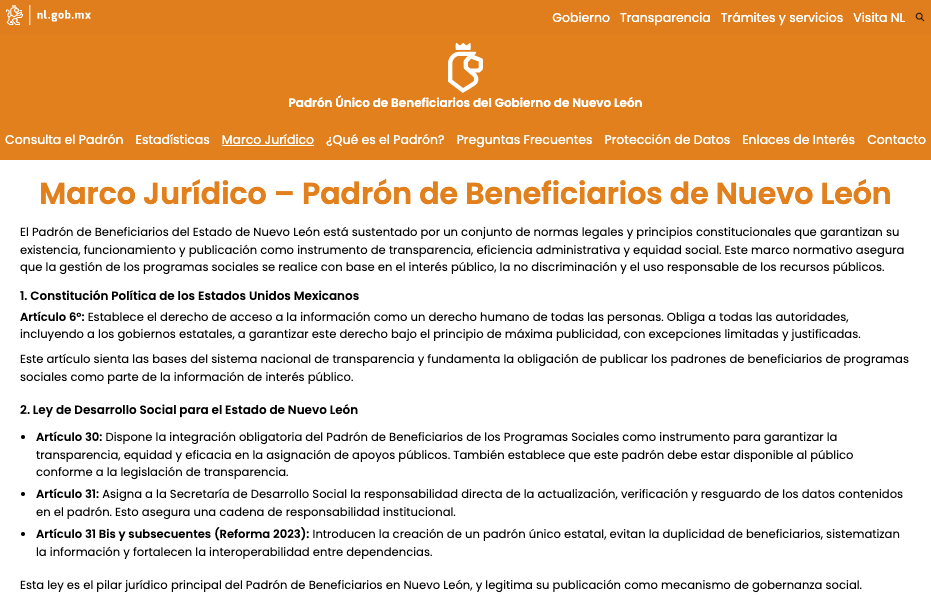 nl.gob.mx
Gobierno Transparencia Trámites y servicios Visita NL
Padrón Único de Beneficiarios del Gobierno de Nuevo León
Consulta el Padrón Estadísticas Marco Jurídico ¿Qué es el Padrón? Preguntas Frecuentes Protección de Datos Enlaces de Interés Contacto
Marco Jurídico – Padrón de Beneficiarios de Nuevo León
El Padrón de Beneficiarios del Estado de Nuevo León está sustentado por un conjunto de normas legales y principios constitucionales que garantizan su
existencia, funcionamiento y publicación como instrumento de transparencia, eficiencia administrativa y equidad social. Este marco normativo asegura
que la gestión de los programas sociales se realice con base en el interés público, la no discriminación y el uso responsable de los recursos públicos.
1. Constitución Política de los Estados Unidos Mexicanos
Artículo 6º: Establece el derecho de acceso a la información como un derecho humano de todas las personas. Obliga a todas las autoridades,
incluyendo a los gobiernos estatales, a garantizar este derecho bajo el principio de máxima publicidad, con excepciones limitadas y justificadas.
Este artículo sienta las bases del sistema nacional de transparencia y fundamenta la obligación de publicar los padrones de beneficiarios de programas
sociales como parte de la información de interés público.
2. Ley de Desarrollo Social para el Estado de Nuevo León
• Artículo 30: Dispone la integración obligatoria del Padrón de Beneficiarios de los Programas Sociales como instrumento para garantizar la
transparencia, equidad y eficacia en la asignación de apoyos públicos. También establece que este padrón debe estar disponible al público
conforme a la legislación de transparencia.
• Artículo 31: Asigna a la Secretaría de Desarrollo Social la responsabilidad directa de la actualización, verificación y resguardo de los datos contenidos
en el padrón. Esto asegura una cadena de responsabilidad institucional.
• Artículo 31 Bis y subsecuentes (Reforma 2023): Introducen la creación de un padrón único estatal, evitan la duplicidad de beneficiarios, sistematizan
la información y fortalecen la interoperabilidad entre dependencias.
Esta ley es el pilar jurídico principal del Padrón de Beneficiarios en Nuevo León, y legitima su publicación como mecanismo de gobernanza social.